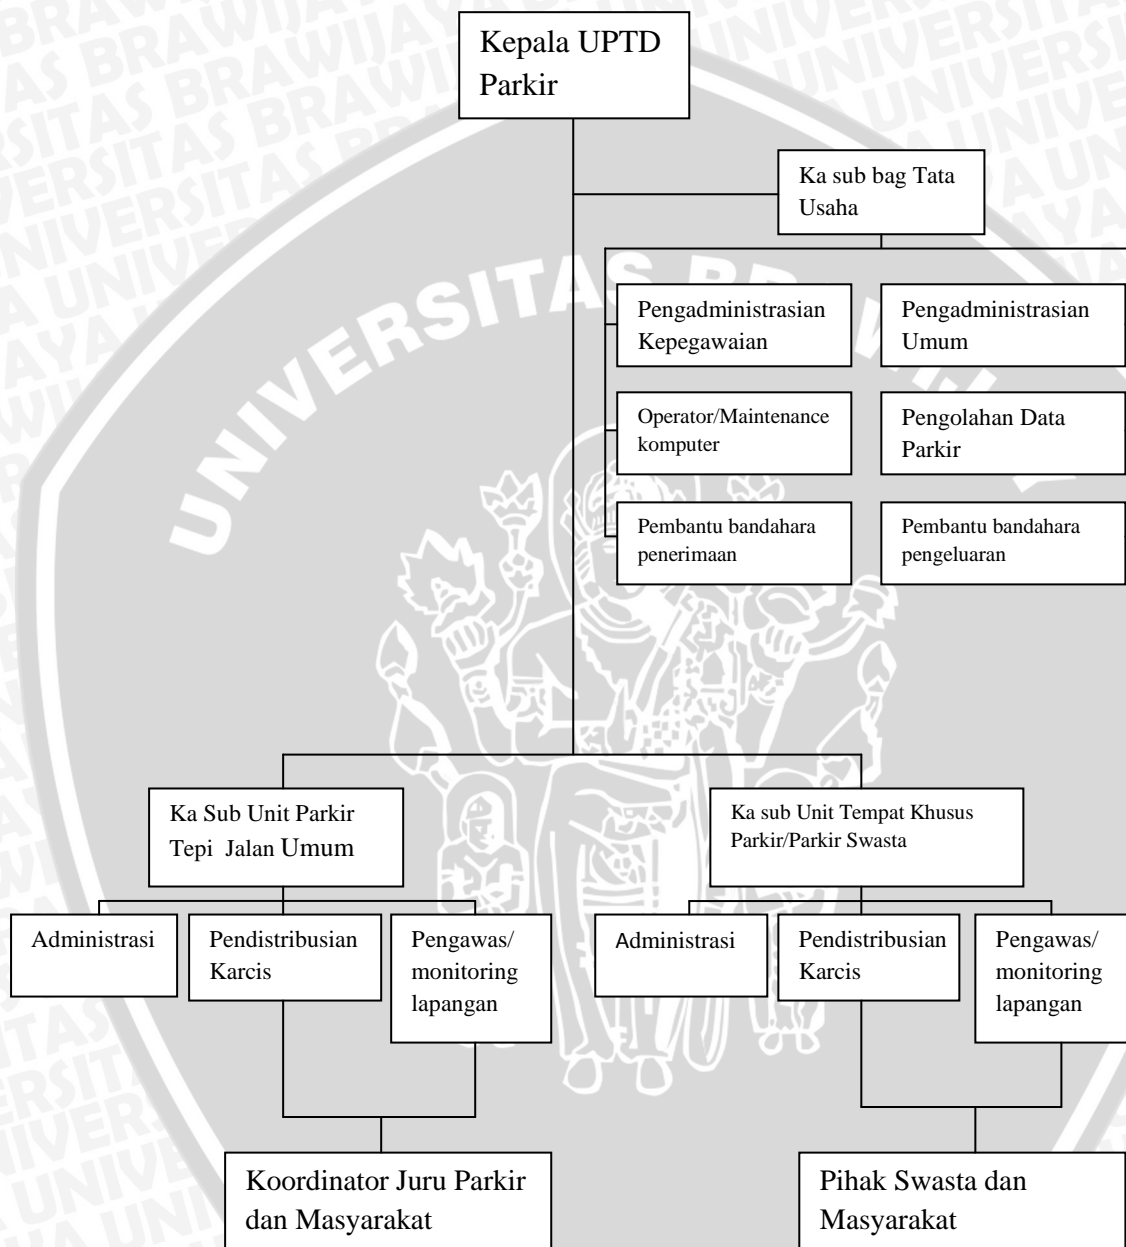 Kepala UPTD
Parkir
Ka sub bag Tata
Usaha
UNIVERSITAS BRAWIJ
Pengadministrasian
Kepegawaian
Pengadministrasian
Umum
Operator/Maintenance
komputer
Pengolahan Data
Parkir
Pembantu bandahara
penerimaan
Pembantu bandahara
pengeluaran
Ka Sub Unit Parkir
Tepi Jalan Umum
Ka sub Unit Tempat Khusus
Parkir/Parkir Swasta
Administrasi
Pendistribusian
Karcis
Pengawas/
monitoring
lapangan
Administrasi
Pendistribusian
Karcis
Pengawas/
monitoring
lapangan
Koordinator Juru Parkir
dan Masyarakat
Pihak Swasta dan
Masyarakat